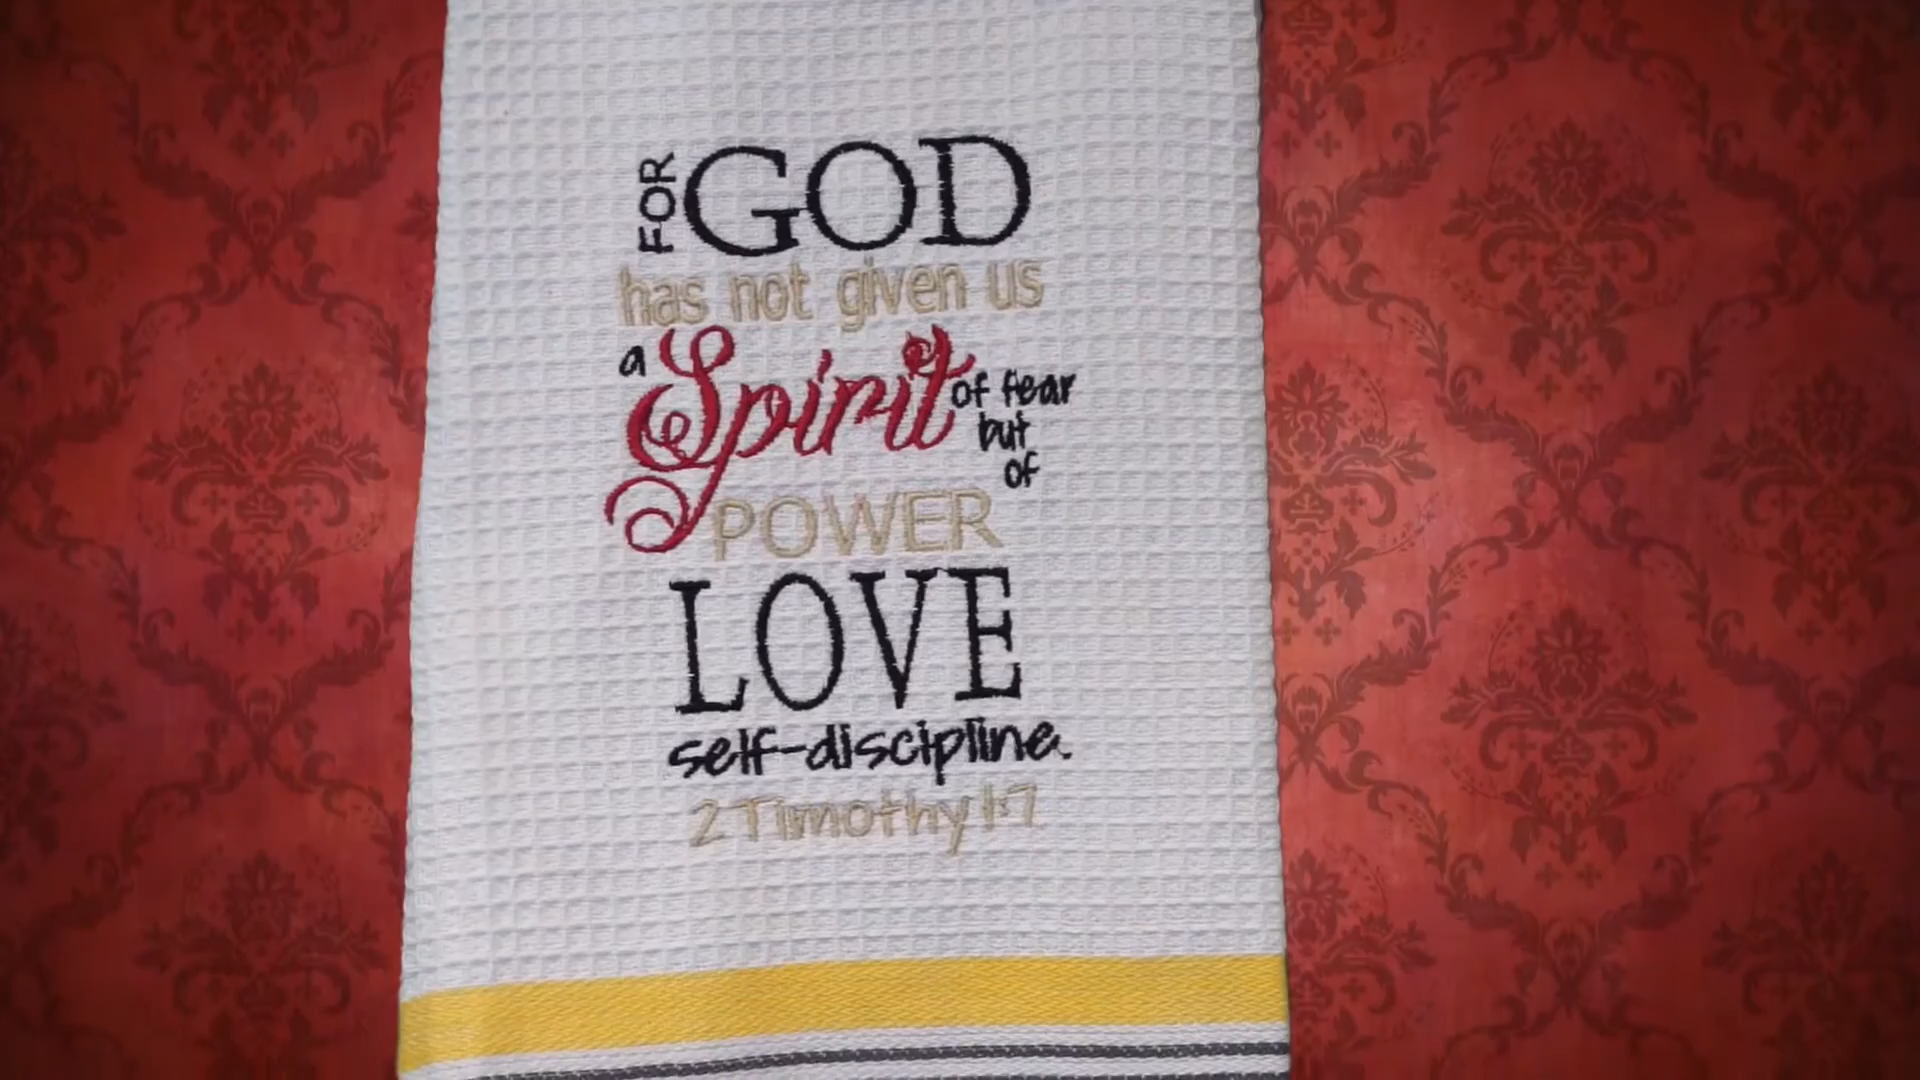 FOR GOD
has not given us
a Spirit of fear
but
of
POWER
LOVE
self-discipline.
2 Timothy 1:7